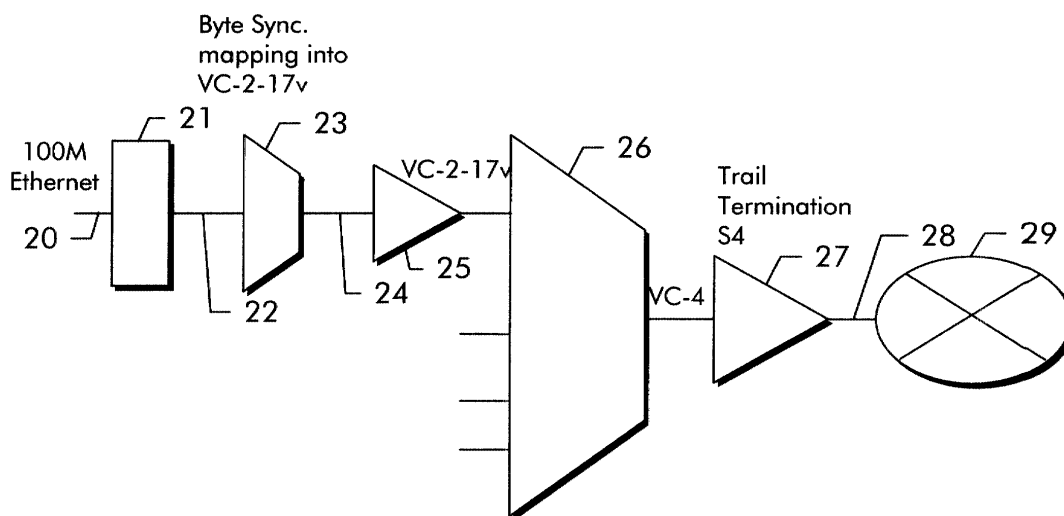 Byte Sync.
mapping into
VC-2-17v
21
23
100M
Ethernet
VC-2-17v
26
Trail
Termination
S4
20
22
24
25
VC-4
27
28
29